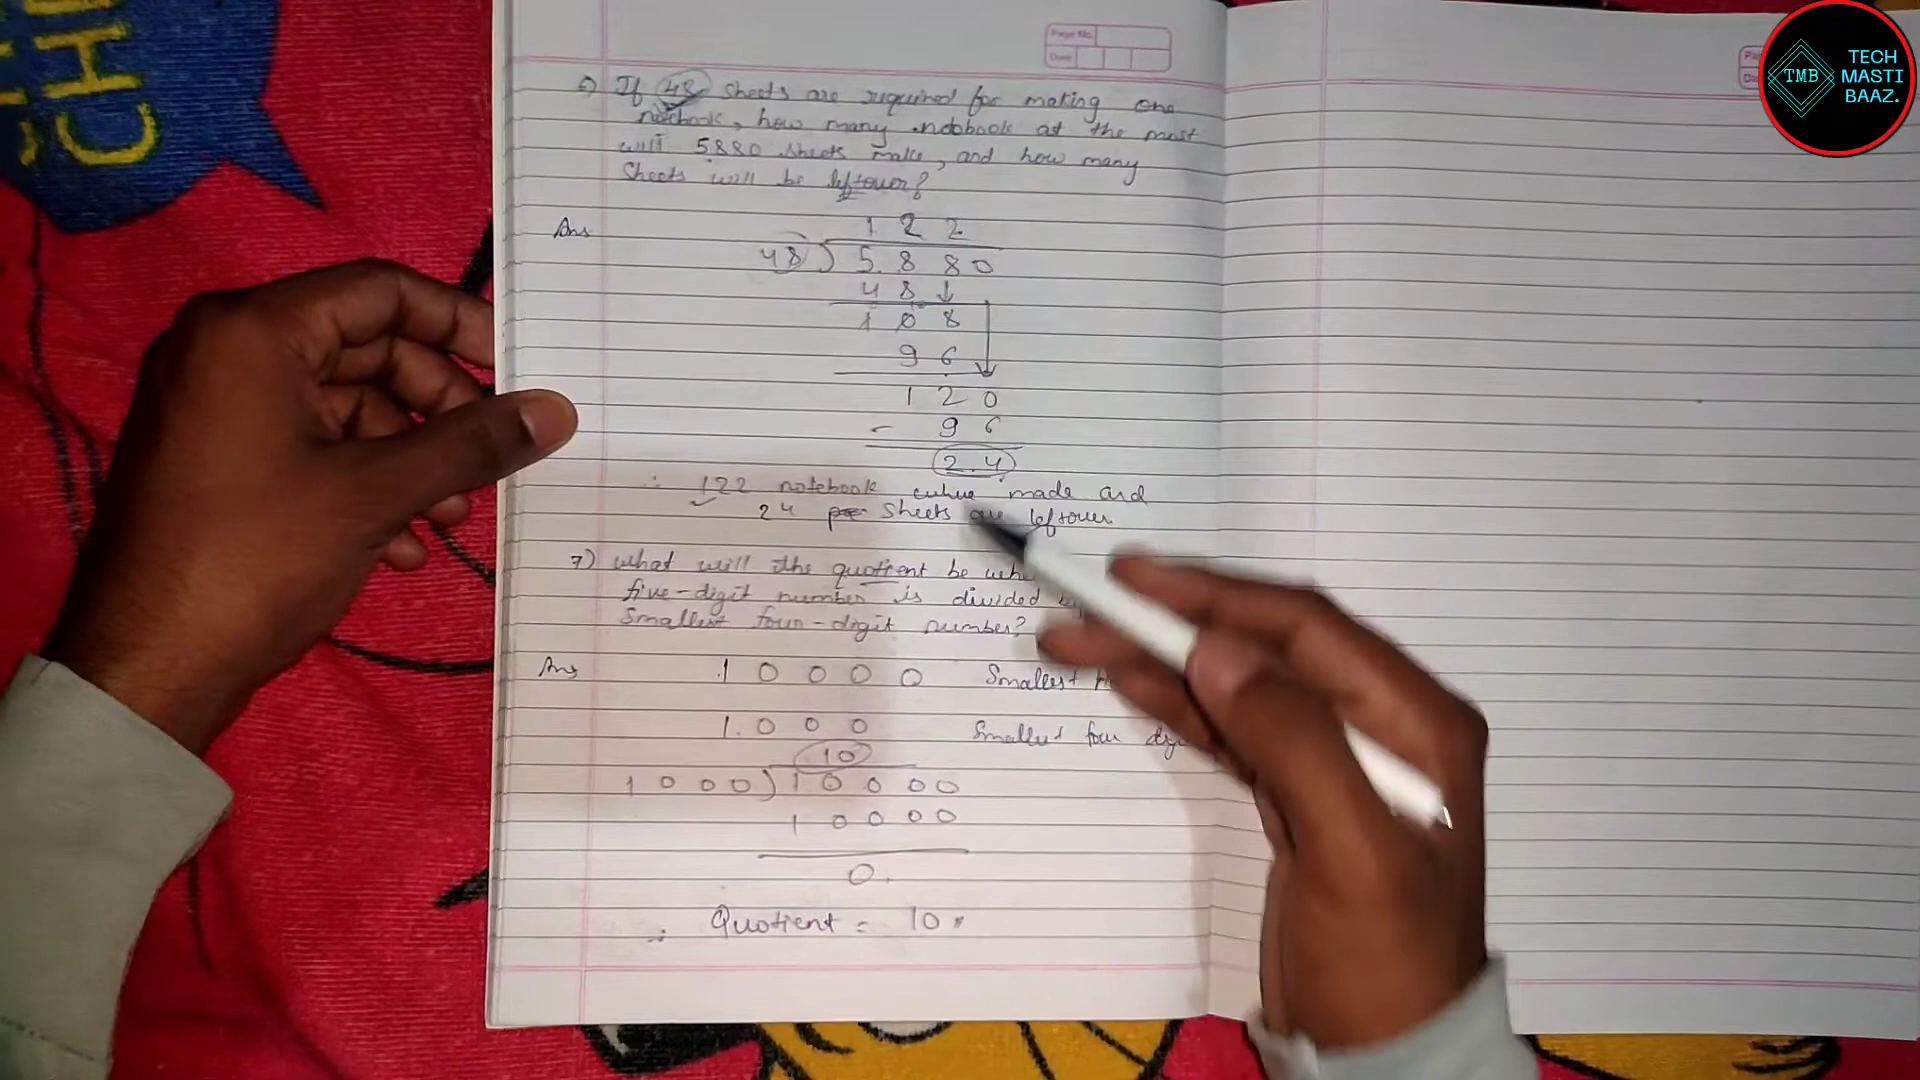 CH
Page No.
Date
TMB
TECH
MASTI
BAAZ.
6) If 48 sheets are required for making one
notebook, how many notebook at the most
will 5880 sheets make, and how many
Sheets will be leftover?
Ans
1 2 2
48) 5 8 8 0
4 8 ↓
1 0 8
9 6
1 2 0
- 9 6
2 4
∴ 122 notebook made and
24 sheets are leftover
7) what will the quotient be
five-digit number is divided by
Smallest four-digit number?
Ans 1 0 0 0 0 Smallest
1 0 0 0 Smallest four
10
1 0 0 0 ) 1 0 0 0 0
1 0 0 0 0
0
∴ Quotient = 10